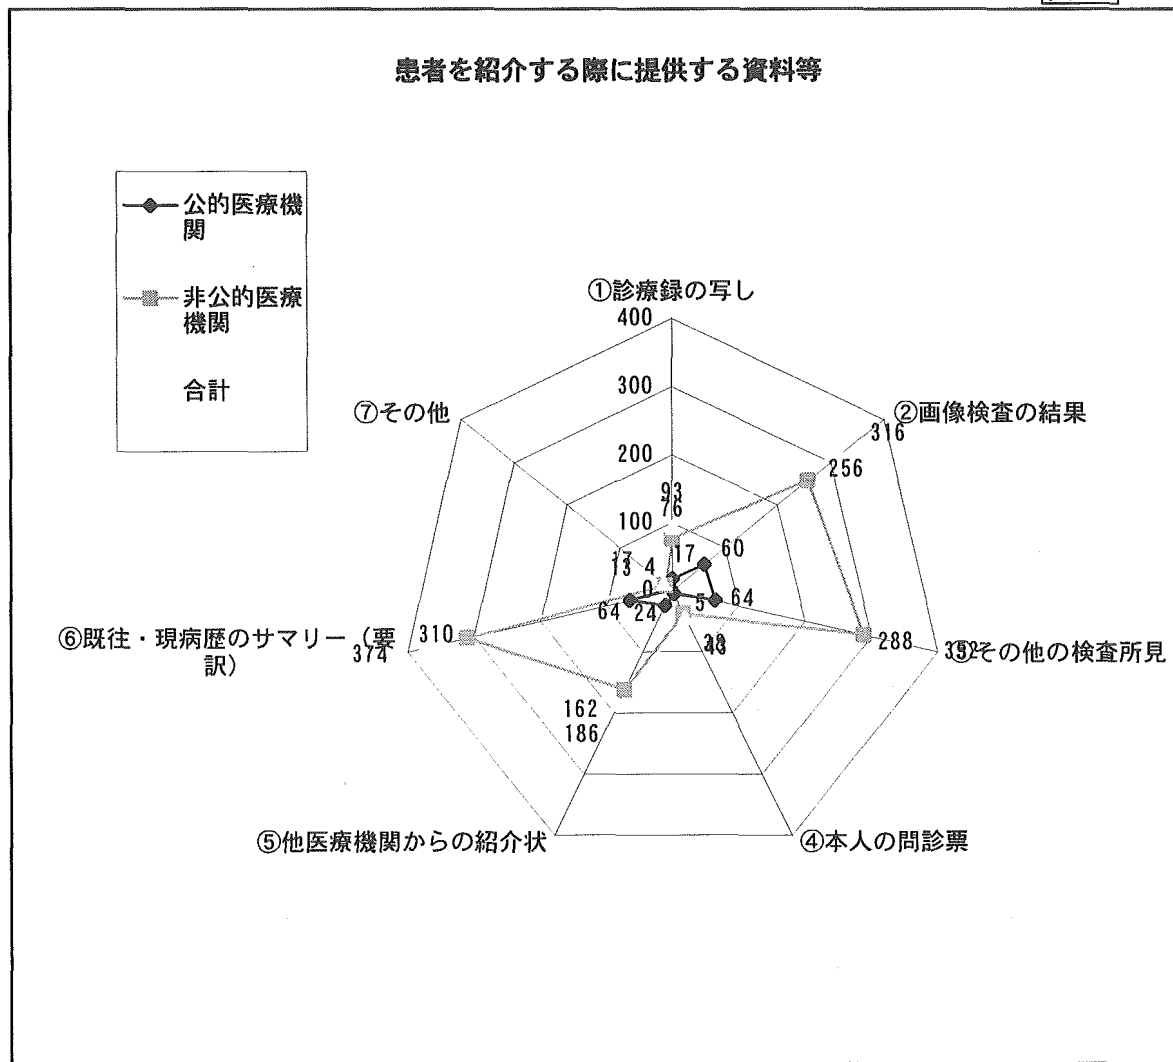 患者を紹介する際に提供する資料等
公的医療機
関
非公的医療
機関
合計
①診療録の写し
400
300
200
100
0
②画像検査の結果
③その他の検査所見
④本人の問診票
⑤他医療機関からの紹介状
⑥既往・現病歴のサマリー（要
訳）
⑦その他
93
76
17
316
256
60
352
288
64
43
5
186
162
24
374
310
64
17
13
4